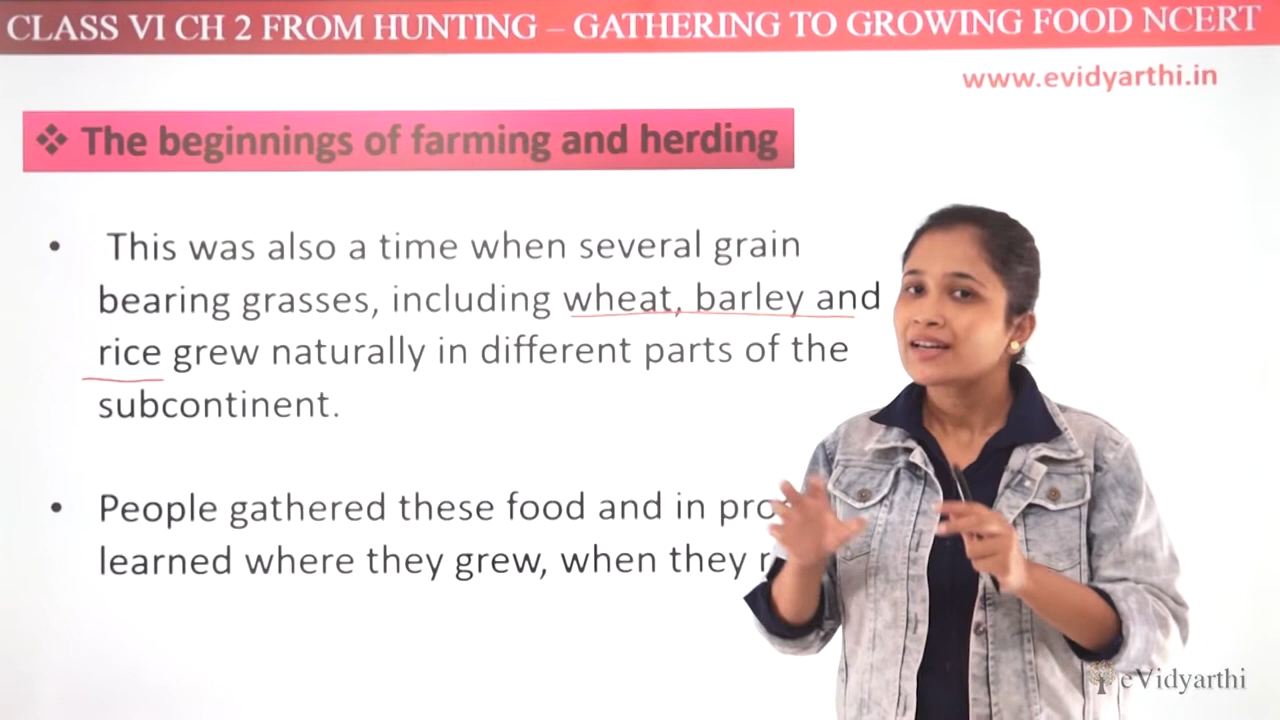 CLASS VI CH 2 FROM HUNTING – GATHERING TO GROWING FOOD NCERT
www.evidyarthi.in
❖ The beginnings of farming and herding
• This was also a time when several grain
bearing grasses, including wheat, barley and
rice grew naturally in different parts of the
subcontinent.
• People gathered these food and in
learned where they grew, when they
eVidyarthi